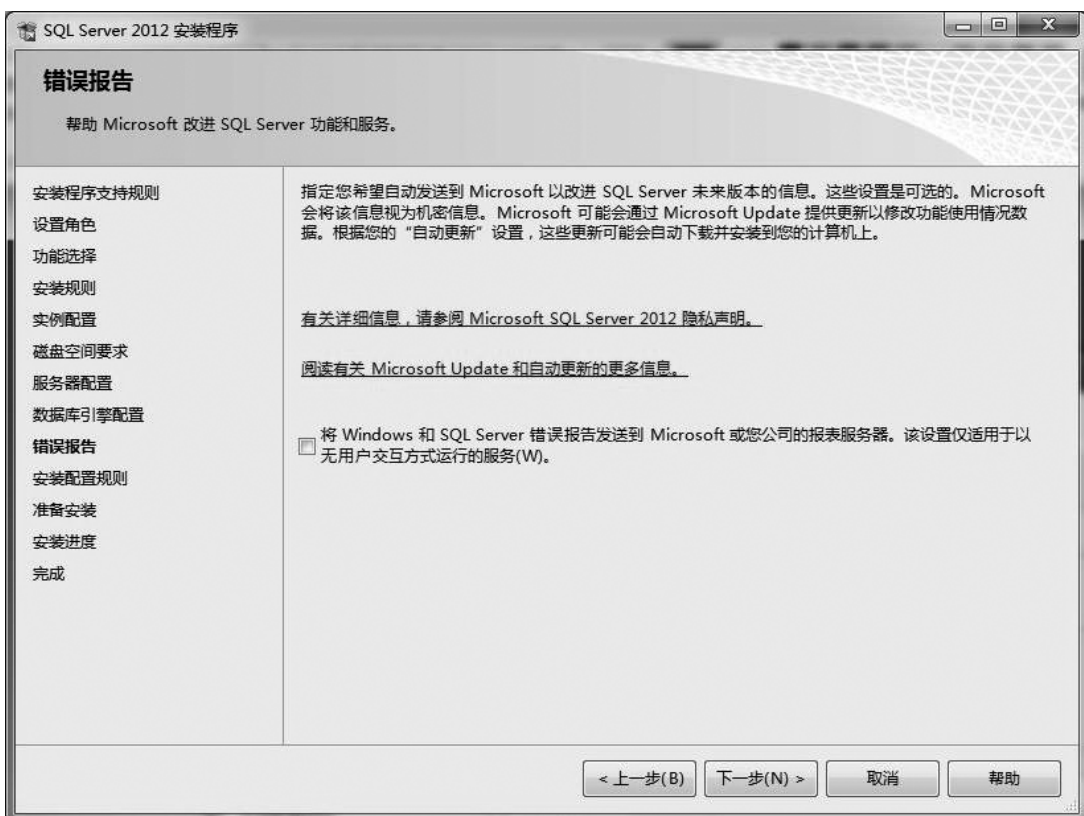 SQL Server 2012 安装程序
错误报告
帮助 Microsoft 改进 SQL Server 功能和服务。
安装程序支持规则
设置角色
功能选择
安装规则
实例配置
磁盘空间要求
服务器配置
数据库引擎配置
错误报告
安装配置规则
准备安装
安装进度
完成
指定您希望自动发送到 Microsoft 以改进 SQL Server 未来版本的信息。这些设置是可选的。Microsoft
会将该信息视为机密信息。Microsoft 可能会通过 Microsoft Update 提供更新以修改功能使用情况数
据。根据您的“自动更新”设置，这些更新可能会自动下载并安装到您的计算机上。
有关详细信息，请参阅 Microsoft SQL Server 2012 隐私声明。
阅读有关 Microsoft Update 和自动更新的更多信息。
将 Windows 和 SQL Server 错误报告发送到 Microsoft 或您公司的报表服务器。该设置仅适用于以
无用户交互方式运行的服务(W)。
< 上一步(B)
下一步(N) >
取消
帮助